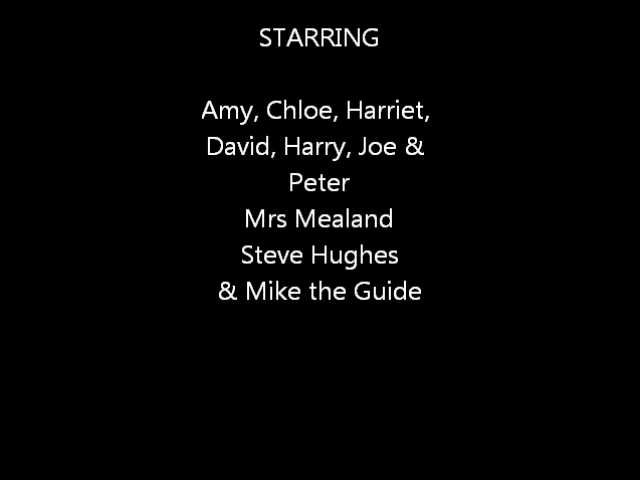 STARRING
Amy, Chloe, Harriet,
David, Harry, Joe &
Peter
Mrs Mealand
Steve Hughes
& Mike the Guide